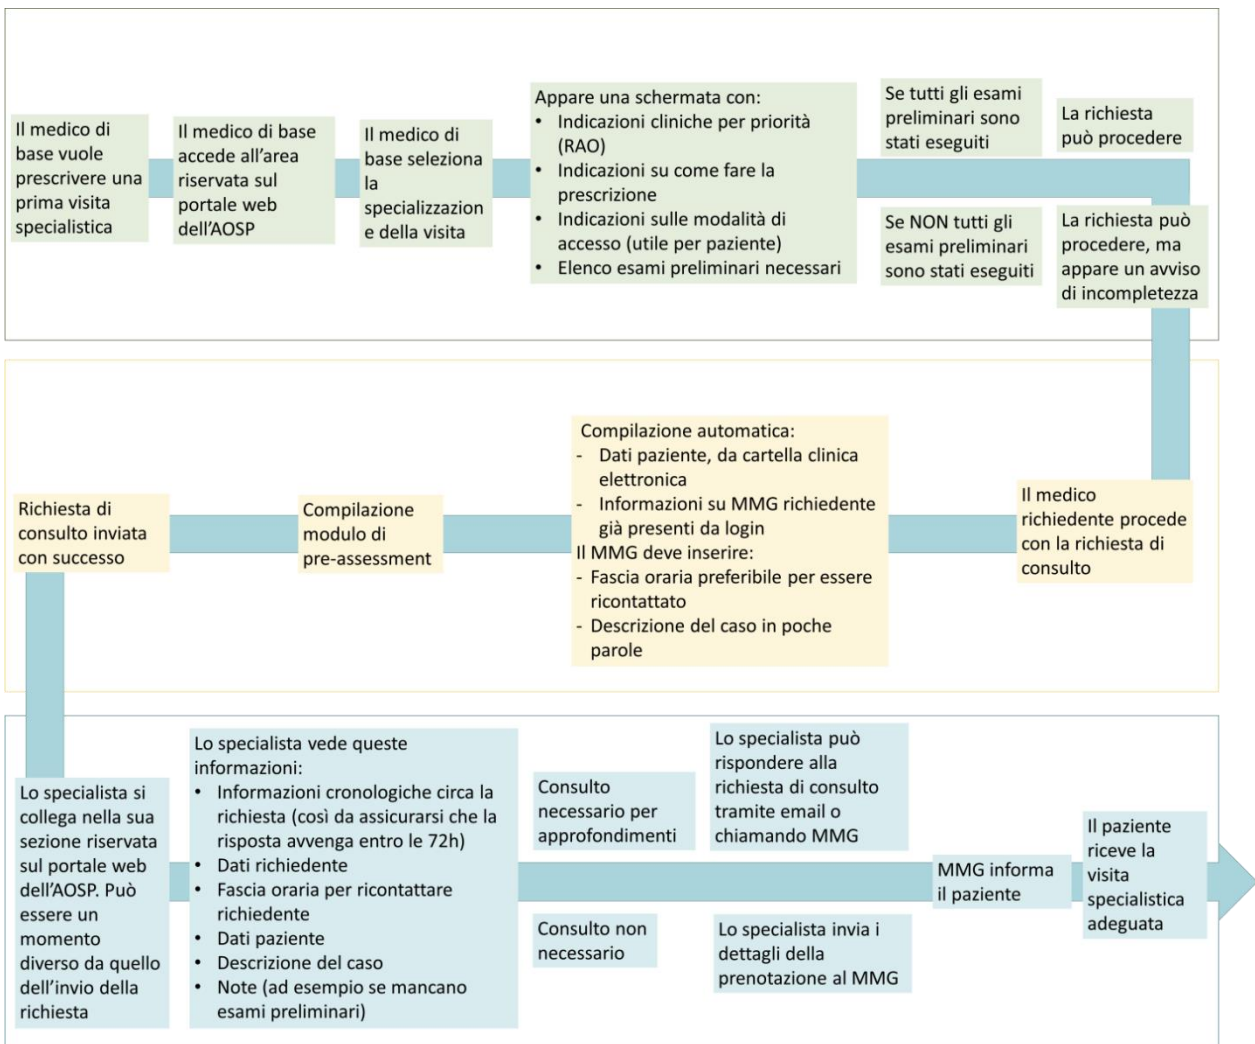 Il medico di
base vuole
prescrivere una
prima visita
specialistica
Il medico di base
accede all'area
riservata sul
portale web
dell'AOSP
Il medico di
base seleziona
la
specializzazion
e della visita
Appare una schermata con:
• Indicazioni cliniche per priorità
(RAO)
• Indicazioni su come fare la
prescrizione
• Indicazioni sulle modalità di
accesso (utile per paziente)
• Elenco esami preliminari necessari
Se tutti gli esami
preliminari sono
stati eseguiti
La richiesta
può procedere
Se NON tutti gli
esami preliminari
sono stati eseguiti
La richiesta può
procedere, ma
appare un avviso
di incompletezza
Il medico
richiedente procede
con la richiesta di
consulto
Compilazione automatica:
- Dati paziente, da cartella clinica
elettronica
- Informazioni su MMG richiedente
già presenti da login
Il MMG deve inserire:
- Fascia oraria preferibile per essere
ricontattato
- Descrizione del caso in poche
parole
Compilazione
modulo di
pre-assessment
Richiesta di
consulto inviata
con successo
Lo specialista si
collega nella sua
sezione riservata
sul portale web
dell'AOSP. Può
essere un
momento
diverso da quello
dell'invio della
richiesta
Lo specialista vede queste
informazioni:
• Informazioni cronologiche circa la
richiesta (così da assicurarsi che la
risposta avvenga entro le 72h)
• Dati richiedente
• Fascia oraria per ricontattare
richiedente
• Dati paziente
• Descrizione del caso
• Note (ad esempio se mancano
esami preliminari)
Consulto
necessario per
approfondimenti
Lo specialista può
rispondere alla
richiesta di consulto
tramite email o
chiamando MMG
Consulto non
necessario
Lo specialista invia i
dettagli della
prenotazione al MMG
MMG informa
il paziente
Il paziente
riceve la
visita
specialistica
adeguata